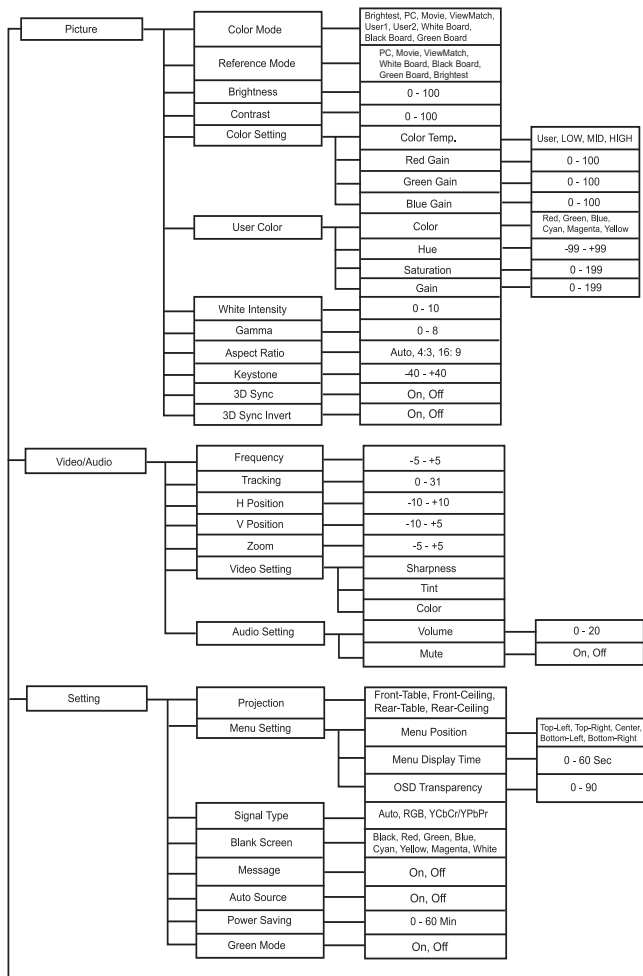 Picture
Color Mode
Brightest, PC, Movie, ViewMatch,
User1, User2, White Board,
Black Board, Green Board
Reference Mode
PC, Movie, ViewMatch,
White Board, Black Board,
Green Board, Brightest
Brightness
0 - 100
Contrast
0 - 100
Color Setting
Color Temp.
User, LOW, MID, HIGH
Red Gain
0 - 100
Green Gain
0 - 100
Blue Gain
0 - 100
User Color
Color
Red, Green, Blue,
Cyan, Magenta, Yellow
Hue
-99 - +99
Saturation
0 - 199
Gain
0 - 199
White Intensity
0 - 10
Gamma
0 - 8
Aspect Ratio
Auto, 4:3, 16: 9
Keystone
-40 - +40
3D Sync
On, Off
3D Sync Invert
On, Off
Video/Audio
Frequency
-5 - +5
Tracking
0 - 31
H Position
-10 - +10
V Position
-10 - +5
Zoom
-5 - +5
Video Setting
Sharpness
Tint
Color
Audio Setting
Volume
0 - 20
Mute
On, Off
Setting
Projection
Front-Table, Front-Ceiling,
Rear-Table, Rear-Ceiling
Menu Setting
Menu Position
Top-Left, Top-Right, Center,
Bottom-Left, Bottom-Right
Menu Display Time
0 - 60 Sec
OSD Transparency
0 - 90
Signal Type
Auto, RGB, YCbCr/YPbPr
Blank Screen
Black, Red, Green, Blue,
Cyan, Yellow, Magenta, White
Message
On, Off
Auto Source
On, Off
Power Saving
0 - 60 Min
Green Mode
On, Off